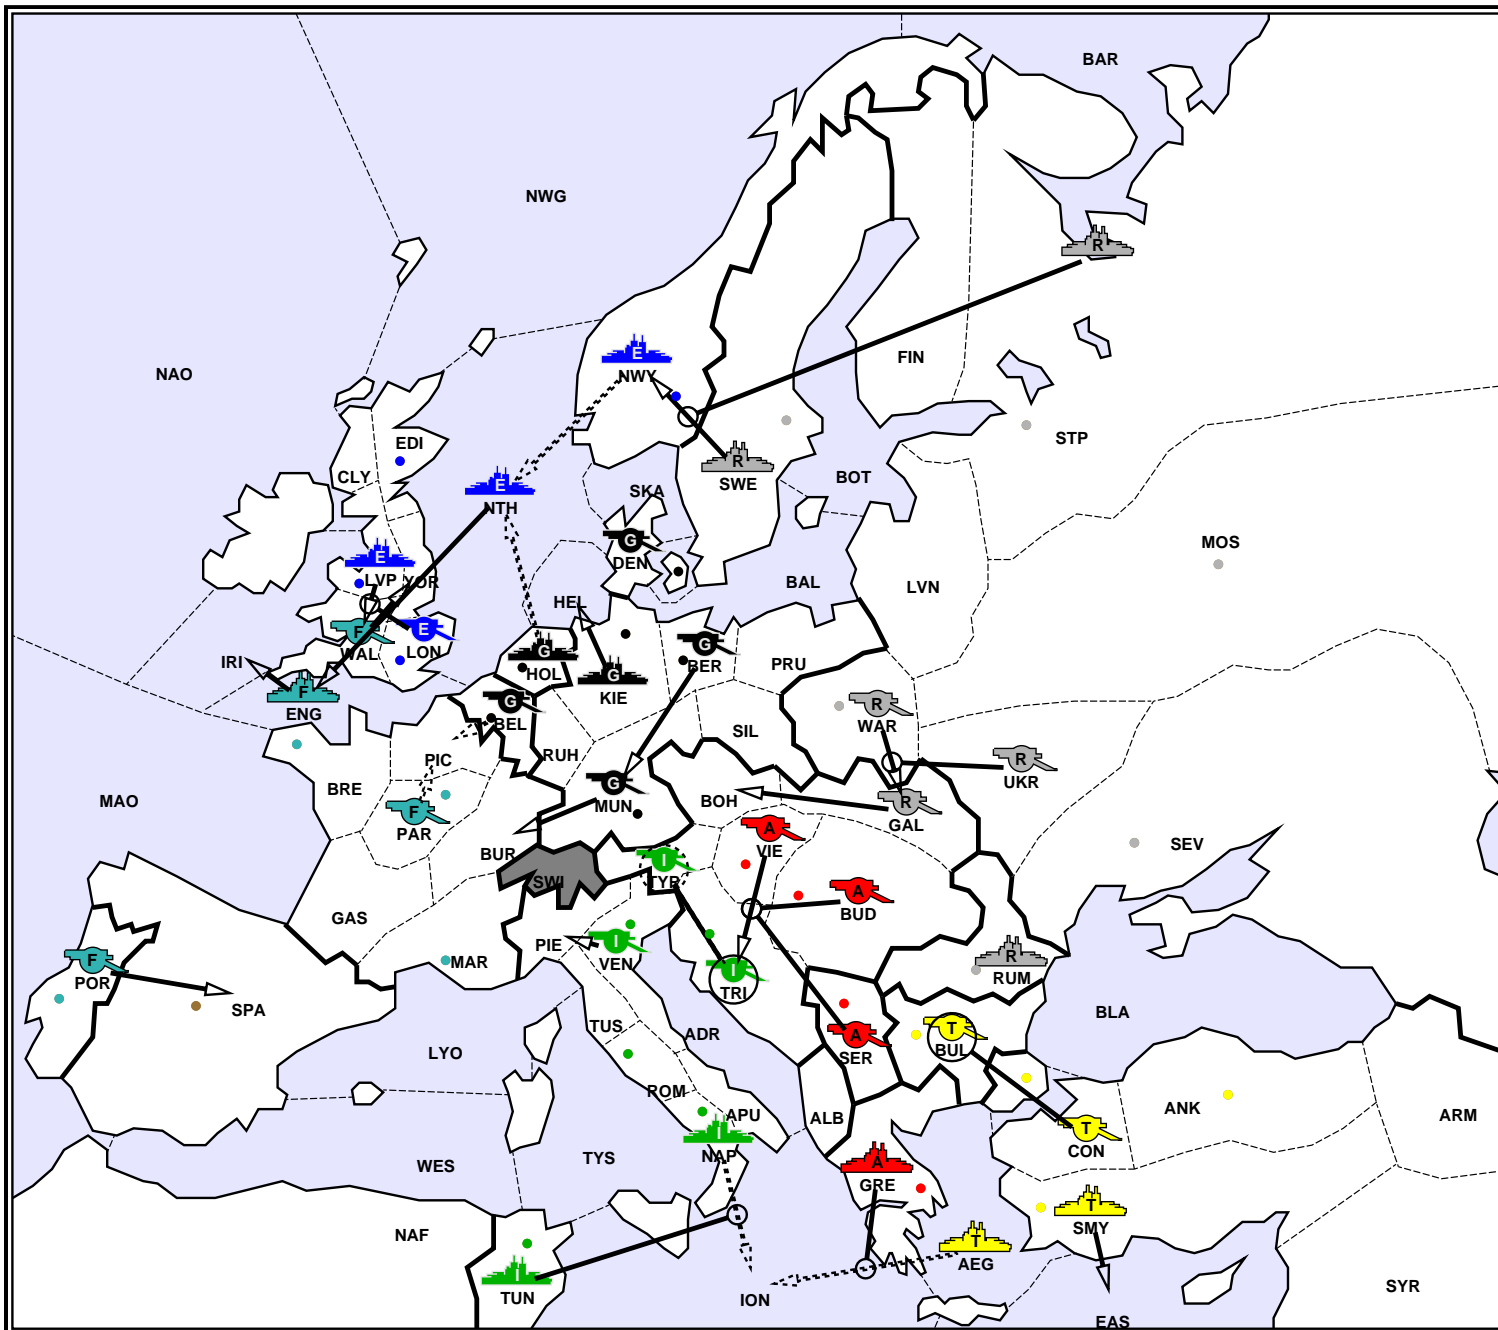 BAR
R
NWG
E
NWY
FIN
NAO
STP
EDI
CLY
R
SWE
BOT
E
NTH
SKA
MOS
G
DEN
E
LVP
YOR
BAL
LVN
HEL
F
WAL
E
LON
G
HOL
G
BER
PRU
IRI
G
KIE
F
ENG
G
BEL
R
WAR
PIC
RUH
SIL
R
UKR
BRE
MAO
G
MUN
BOH
R
GAL
F
PAR
A
VIE
SEV
BUR
I
TYR
SWI
A
BUD
GAS
PIE
I
VEN
F
POR
MAR
I
TRI
R
RUM
SPA
BLA
TUS
ADR
A
SER
T
BUL
LYO
ROM
APU
ALB
ANK
ARM
I
NAP
T
CON
WES
TYS
A
GRE
T
SMY
NAF
T
AEG
I
TUN
ION
SYR
EAS